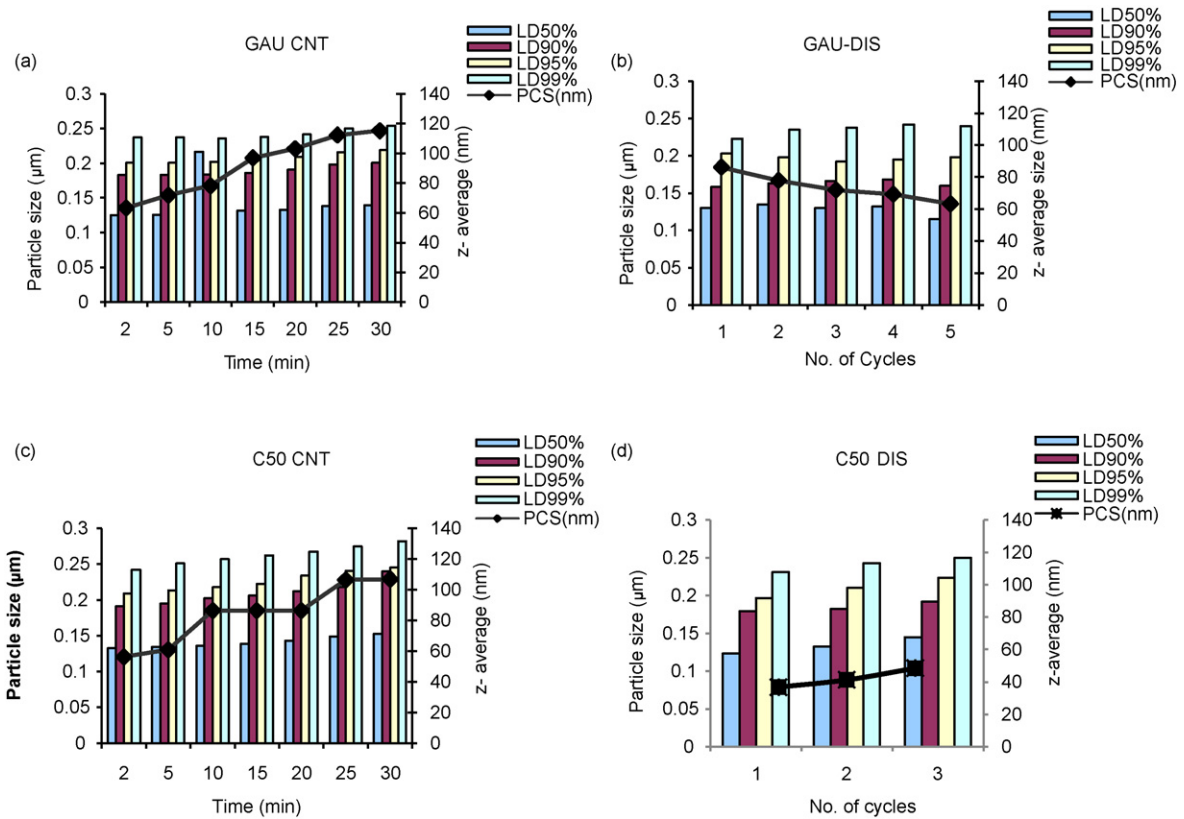 (a)
GAU CNT
LD50%
LD90%
LD95%
LD99%
PCS(nm)
Particle size (µm)
0.3
0.25
0.2
0.15
0.1
0.05
0
140
120
100
80
60
40
20
0
z- average (nm)
2 5 10 15 20 25 30
Time (min)
(b)
GAU-DIS
LD50%
LD90%
LD95%
LD99%
PCS(nm)
Particle size (µm)
0.3
0.25
0.2
0.15
0.1
0.05
0
140
120
100
80
60
40
20
0
z- average size (nm)
1 2 3 4 5
No. of Cycles
(c)
C50 CNT
LD50%
LD90%
LD95%
LD99%
PCS(nm)
Particle size (µm)
0.3
0.25
0.2
0.15
0.1
0.05
0
140
120
100
80
60
40
20
0
z- average (nm)
2 5 10 15 20 25 30
Time (min)
(d)
C50 DIS
LD50%
LD90%
LD95%
LD99%
PCS(nm)
Particle size (µm)
0.3
0.25
0.2
0.15
0.1
0.05
0
140
120
100
80
60
40
20
0
z-average (nm)
1 2 3
No. of cycles